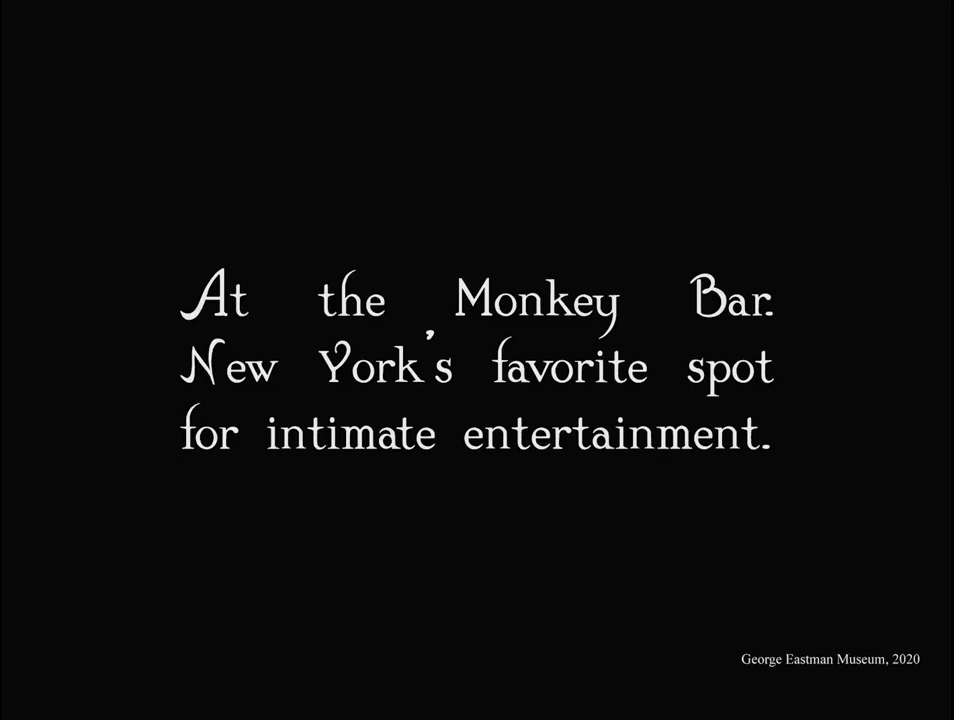 At the Monkey Bar.
New York's favorite spot
for intimate entertainment.
George Eastman Museum, 2020